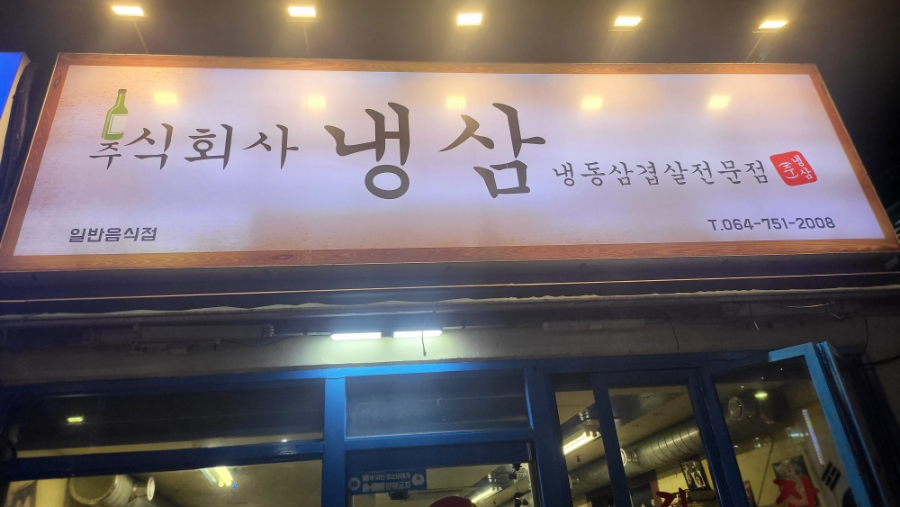 주식회사 냉삼 냉동삼겹살전문점 냉삼(주)
일반음식점
T.064-751-2008